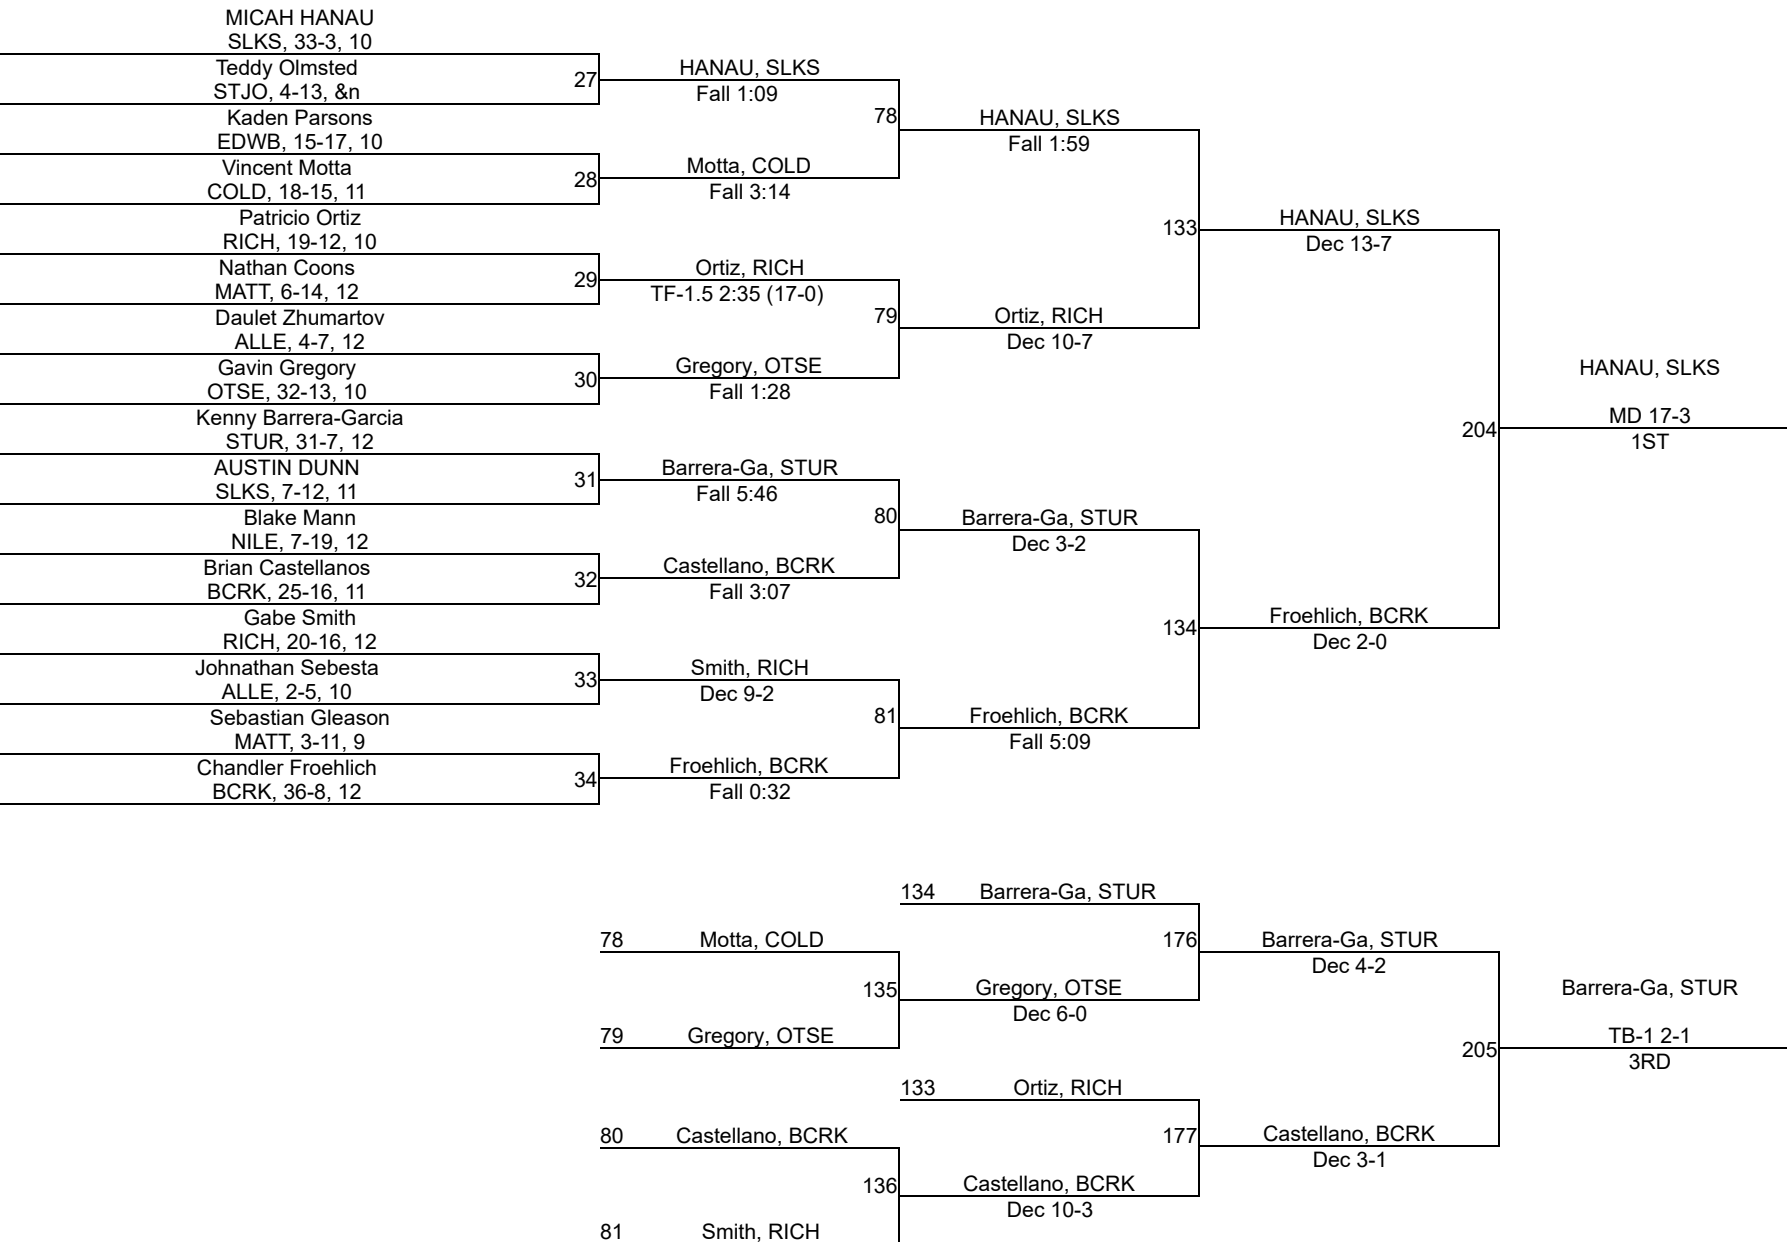 MICAH HANAU
SLKS, 33-3, 10
Teddy Olmsted
STJO, 4-13, &n
Kaden Parsons
EDWB, 15-17, 10
Vincent Motta
COLD, 18-15, 11
Patricio Ortiz
RICH, 19-12, 10
Nathan Coons
MATT, 6-14, 12
Daulet Zhumartov
ALLE, 4-7, 12
Gavin Gregory
OTSE, 32-13, 10
Kenny Barrera-Garcia
STUR, 31-7, 12
AUSTIN DUNN
SLKS, 7-12, 11
Blake Mann
NILE, 7-19, 12
Brian Castellanos
BCRK, 25-16, 11
Gabe Smith
RICH, 20-16, 12
Johnathan Sebesta
ALLE, 2-5, 10
Sebastian Gleason
MATT, 3-11, 9
Chandler Froehlich
BCRK, 36-8, 12
27
28
29
30
31
32
33
34
HANAU, SLKS
Fall 1:09
Motta, COLD
Fall 3:14
Ortiz, RICH
TF-1.5 2:35 (17-0)
Gregory, OTSE
Fall 1:28
Barrera-Ga, STUR
Fall 5:46
Castellano, BCRK
Fall 3:07
Smith, RICH
Dec 9-2
Froehlich, BCRK
Fall 0:32
78
79
80
81
HANAU, SLKS
Fall 1:59
Ortiz, RICH
Dec 10-7
Barrera-Ga, STUR
Dec 3-2
Froehlich, BCRK
Fall 5:09
133
134
HANAU, SLKS
Dec 13-7
Froehlich, BCRK
Dec 2-0
204
HANAU, SLKS
MD 17-3
1ST
134 Barrera-Ga, STUR
78 Motta, COLD
135
79 Gregory, OTSE
Gregory, OTSE
Dec 6-0
176
Barrera-Ga, STUR
Dec 4-2
133 Ortiz, RICH
80 Castellano, BCRK
136
81 Smith, RICH
Castellano, BCRK
Dec 10-3
177
Castellano, BCRK
Dec 3-1
205
Barrera-Ga, STUR
TB-1 2-1
3RD